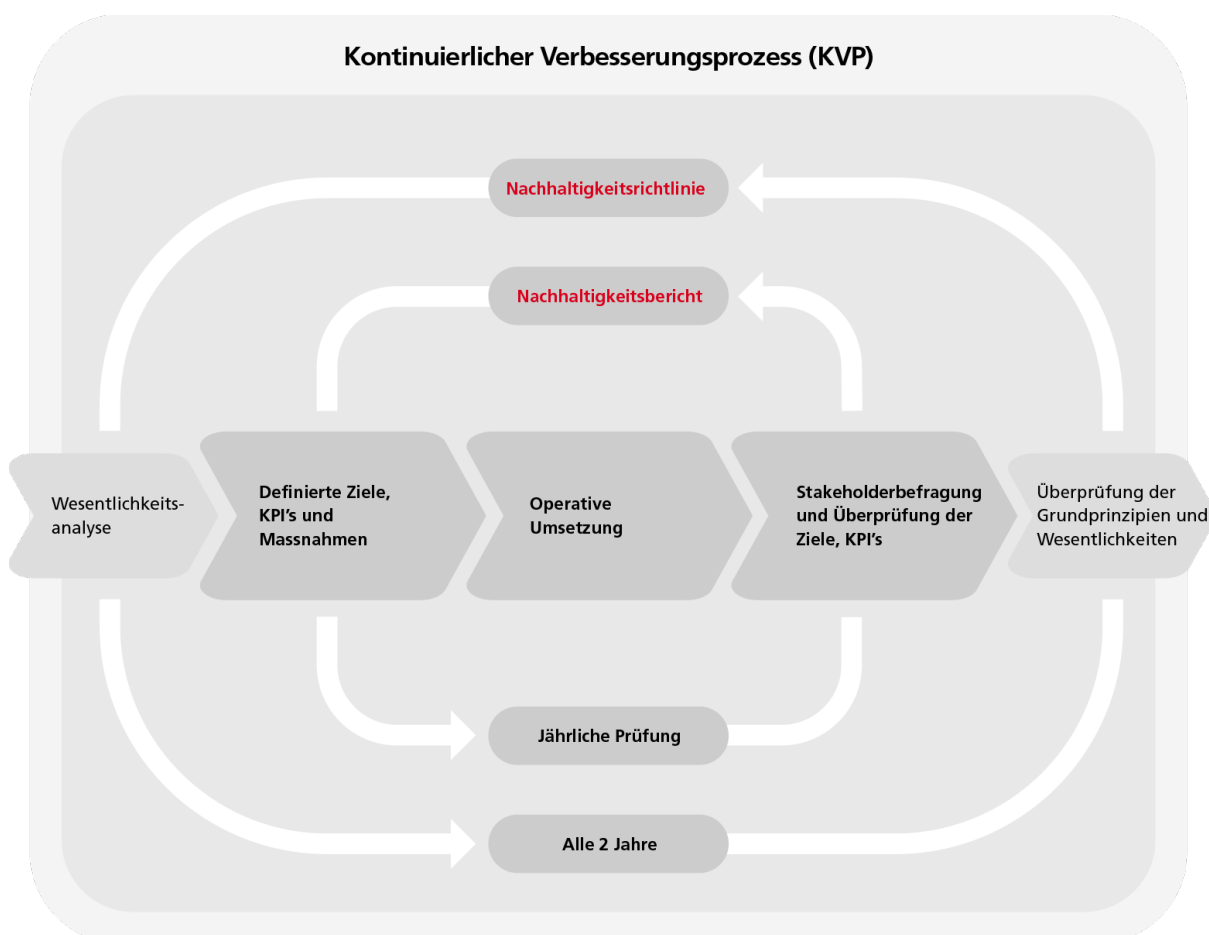 Kontinuierlicher Verbesserungsprozess (KVP)
Nachhaltigkeitsrichtlinie
Nachhaltigkeitsbericht
Wesentlichkeits-
analyse
Definierte Ziele,
KPI's und
Massnahmen
Operative
Umsetzung
Stakeholderbefragung
und Überprüfung der
Ziele, KPI's
Überprüfung der
Grundprinzipien und
Wesentlichkeiten
Jährliche Prüfung
Alle 2 Jahre